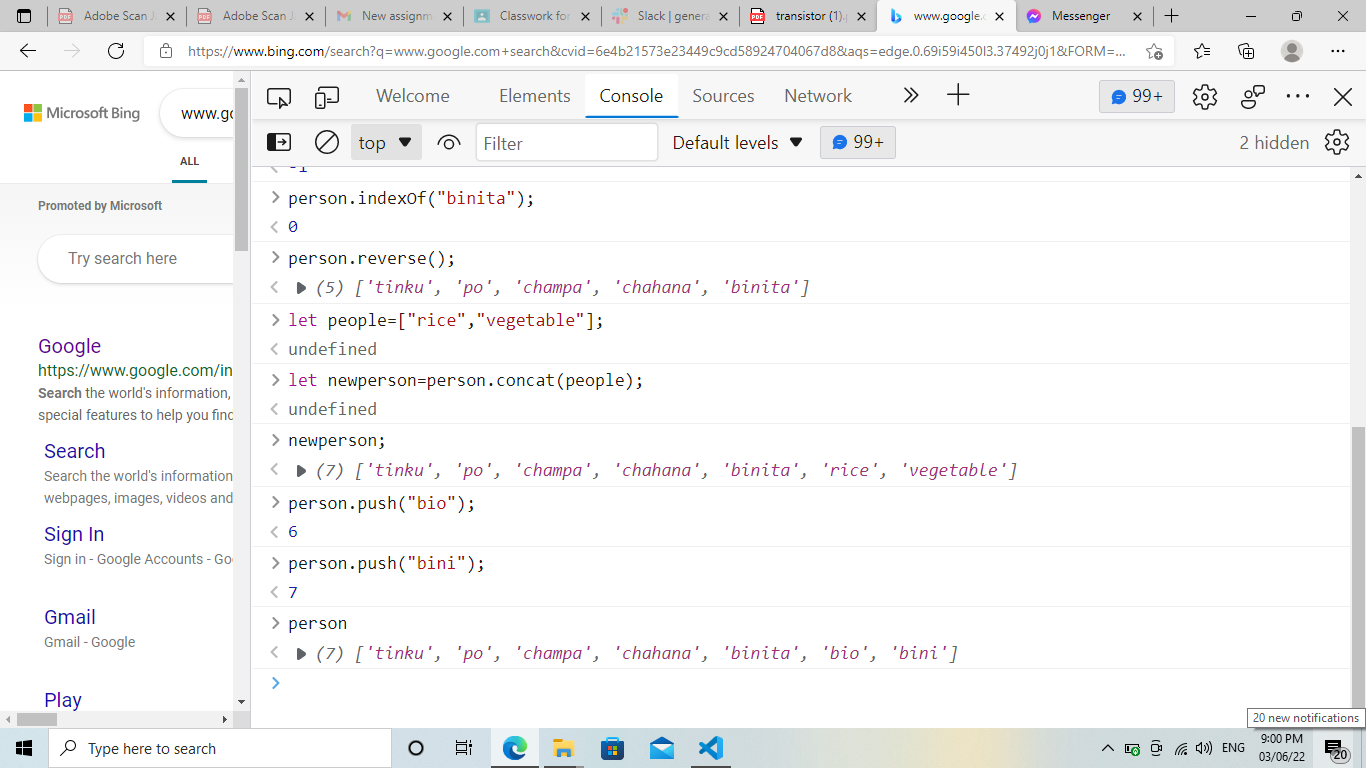 Adobe Scan J
Adobe Scan J
New assignm
Classwork for
Slack | genera
transistor (1).p
www.google.c
Messenger
https://www.bing.com/search?q=www.google.com+search&cvid=6e4b21573e23449c9cd58924704067d8&aqs=edge.0.69i59i450l3.37492j0j1&FORM=...
Microsoft Bing
www.go
ALL
Promoted by Microsoft
Try search here
Google
https://www.google.com/in
Search the world's information,
special features to help you find
Search
Search the world's information
webpages, images, videos and
Sign In
Sign in - Google Accounts - Goo
Gmail
Gmail - Google
Play
Welcome Elements Console Sources Network 99+
top Filter Default levels 99+ 2 hidden
person.indexOf("binita");
0
person.reverse();
(5) ['tinku', 'po', 'champa', 'chahana', 'binita']
let people=["rice","vegetable"];
undefined
let newperson=person.concat(people);
undefined
newperson;
(7) ['tinku', 'po', 'champa', 'chahana', 'binita', 'rice', 'vegetable']
person.push("bio");
6
person.push("bini");
7
person
(7) ['tinku', 'po', 'champa', 'chahana', 'binita', 'bio', 'bini']
20 new notifications
Type here to search
ENG
9:00 PM
03/06/22
20